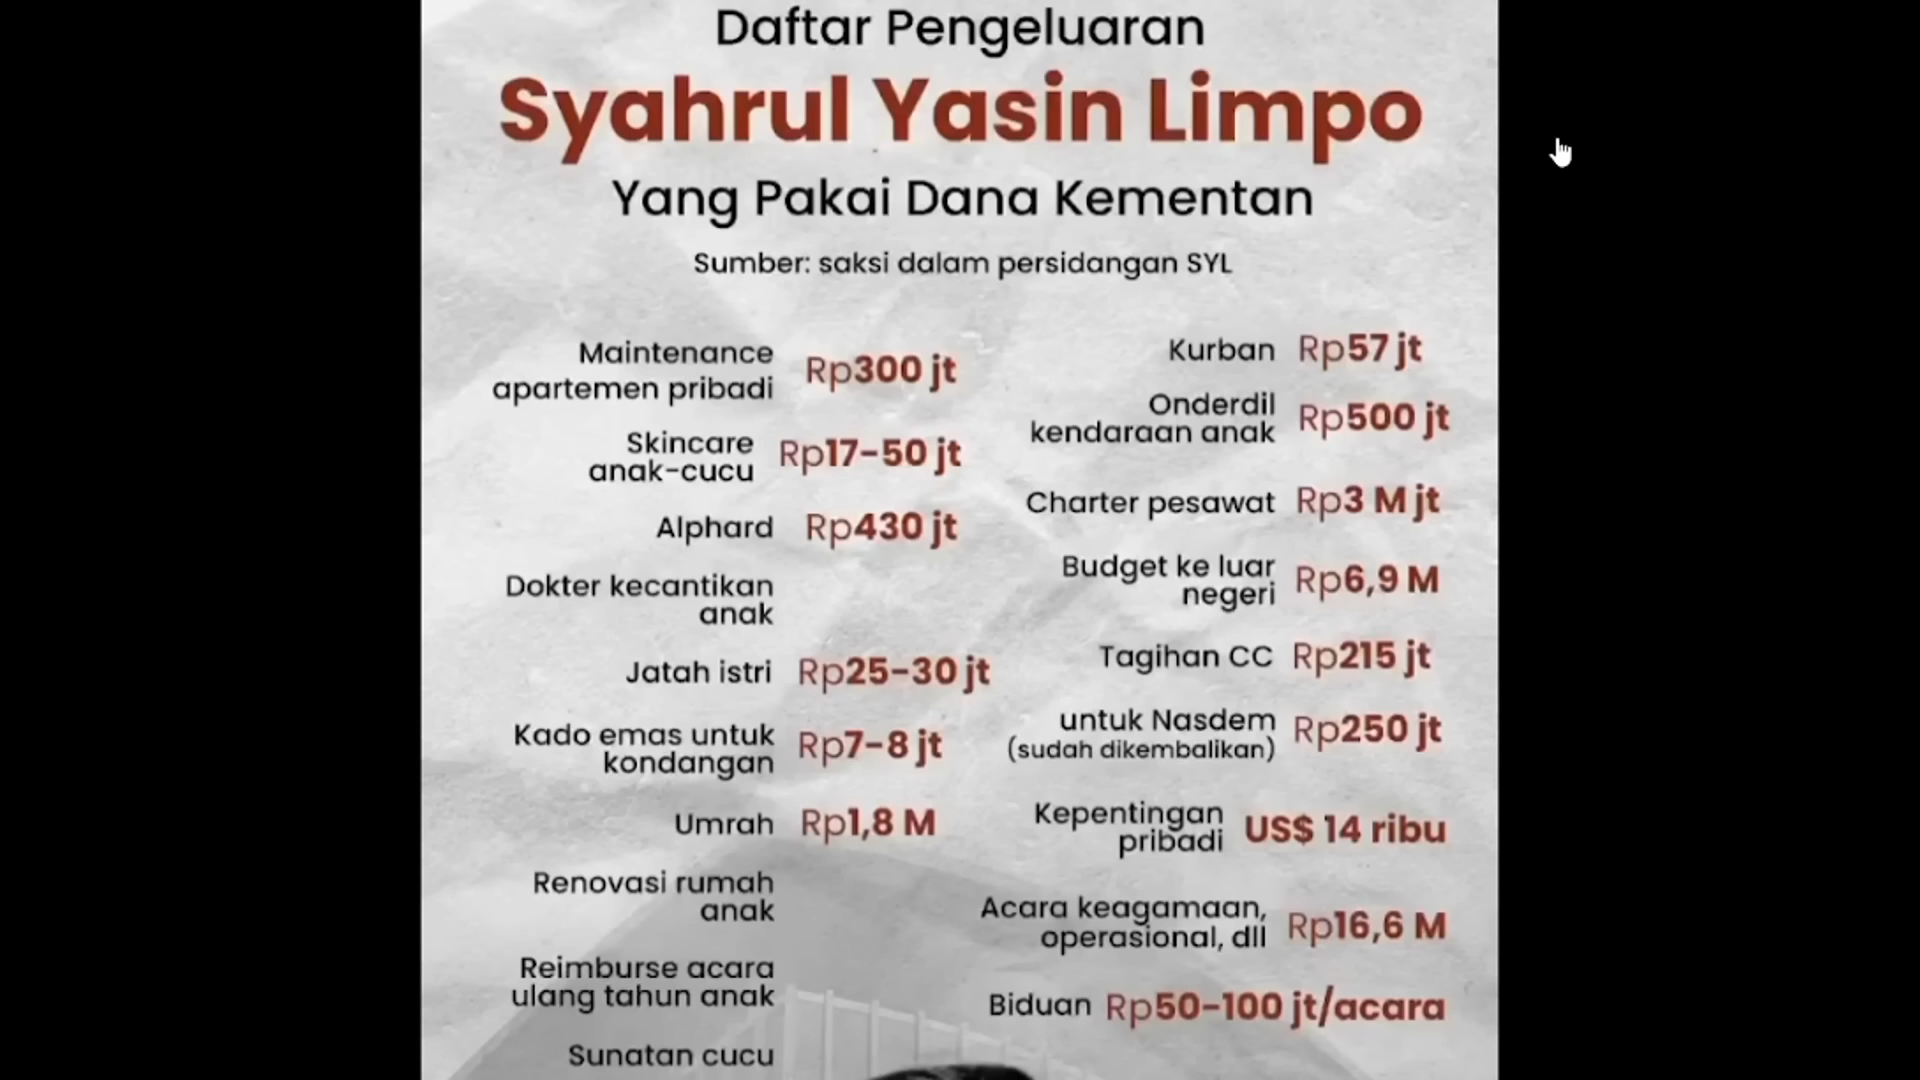 Daftar Pengeluaran
Syahrul Yasin Limpo
Yang Pakai Dana Kementan
Sumber: saksi dalam persidangan SYL
Maintenance
apartemen pribadi
Rp300 jt
Skincare
anak-cucu
Rp17-50 jt
Alphard
Rp430 jt
Dokter kecantikan
anak
Jatah istri
Rp25-30 jt
Kado emas untuk
kondangan
Rp7-8 jt
Umrah
Rp1,8 M
Renovasi rumah
anak
Reimburse acara
ulang tahun anak
Sunatan cucu
Kurban
Rp57 jt
Onderdil
kendaraan anak
Rp500 jt
Charter pesawat
Rp3 M jt
Budget ke luar
negeri
Rp6,9 M
Tagihan CC
Rp215 jt
untuk Nasdem
(sudah dikembalikan)
Rp250 jt
Kepentingan
pribadi
US$ 14 ribu
Acara keagamaan,
operasional, dll
Rp16,6 M
Biduan
Rp50-100 jt/acara